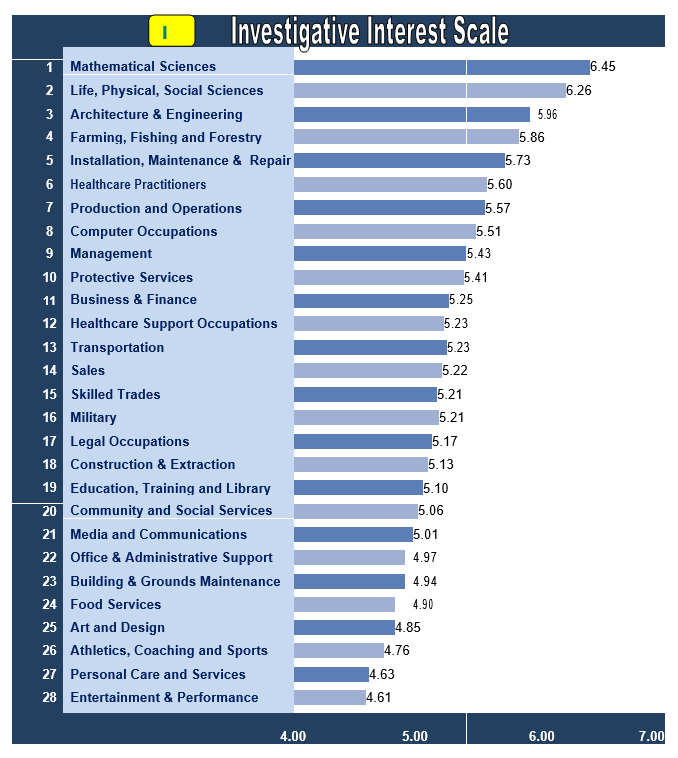 I Investigative Interest Scale
1 Mathematical Sciences 6.45
2 Life, Physical, Social Sciences 6.26
3 Architecture & Engineering 5.96
4 Farming, Fishing and Forestry 5.86
5 Installation, Maintenance & Repair 5.73
6 Healthcare Practitioners 5.60
7 Production and Operations 5.57
8 Computer Occupations 5.51
9 Management 5.43
10 Protective Services 5.41
11 Business & Finance 5.25
12 Healthcare Support Occupations 5.23
13 Transportation 5.23
14 Sales 5.22
15 Skilled Trades 5.21
16 Military 5.21
17 Legal Occupations 5.17
18 Construction & Extraction 5.13
19 Education, Training and Library 5.10
20 Community and Social Services 5.06
21 Media and Communications 5.01
22 Office & Administrative Support 4.97
23 Building & Grounds Maintenance 4.94
24 Food Services 4.90
25 Art and Design 4.85
26 Athletics, Coaching and Sports 4.76
27 Personal Care and Services 4.63
28 Entertainment & Performance 4.61
4.00 5.00 6.00 7.00